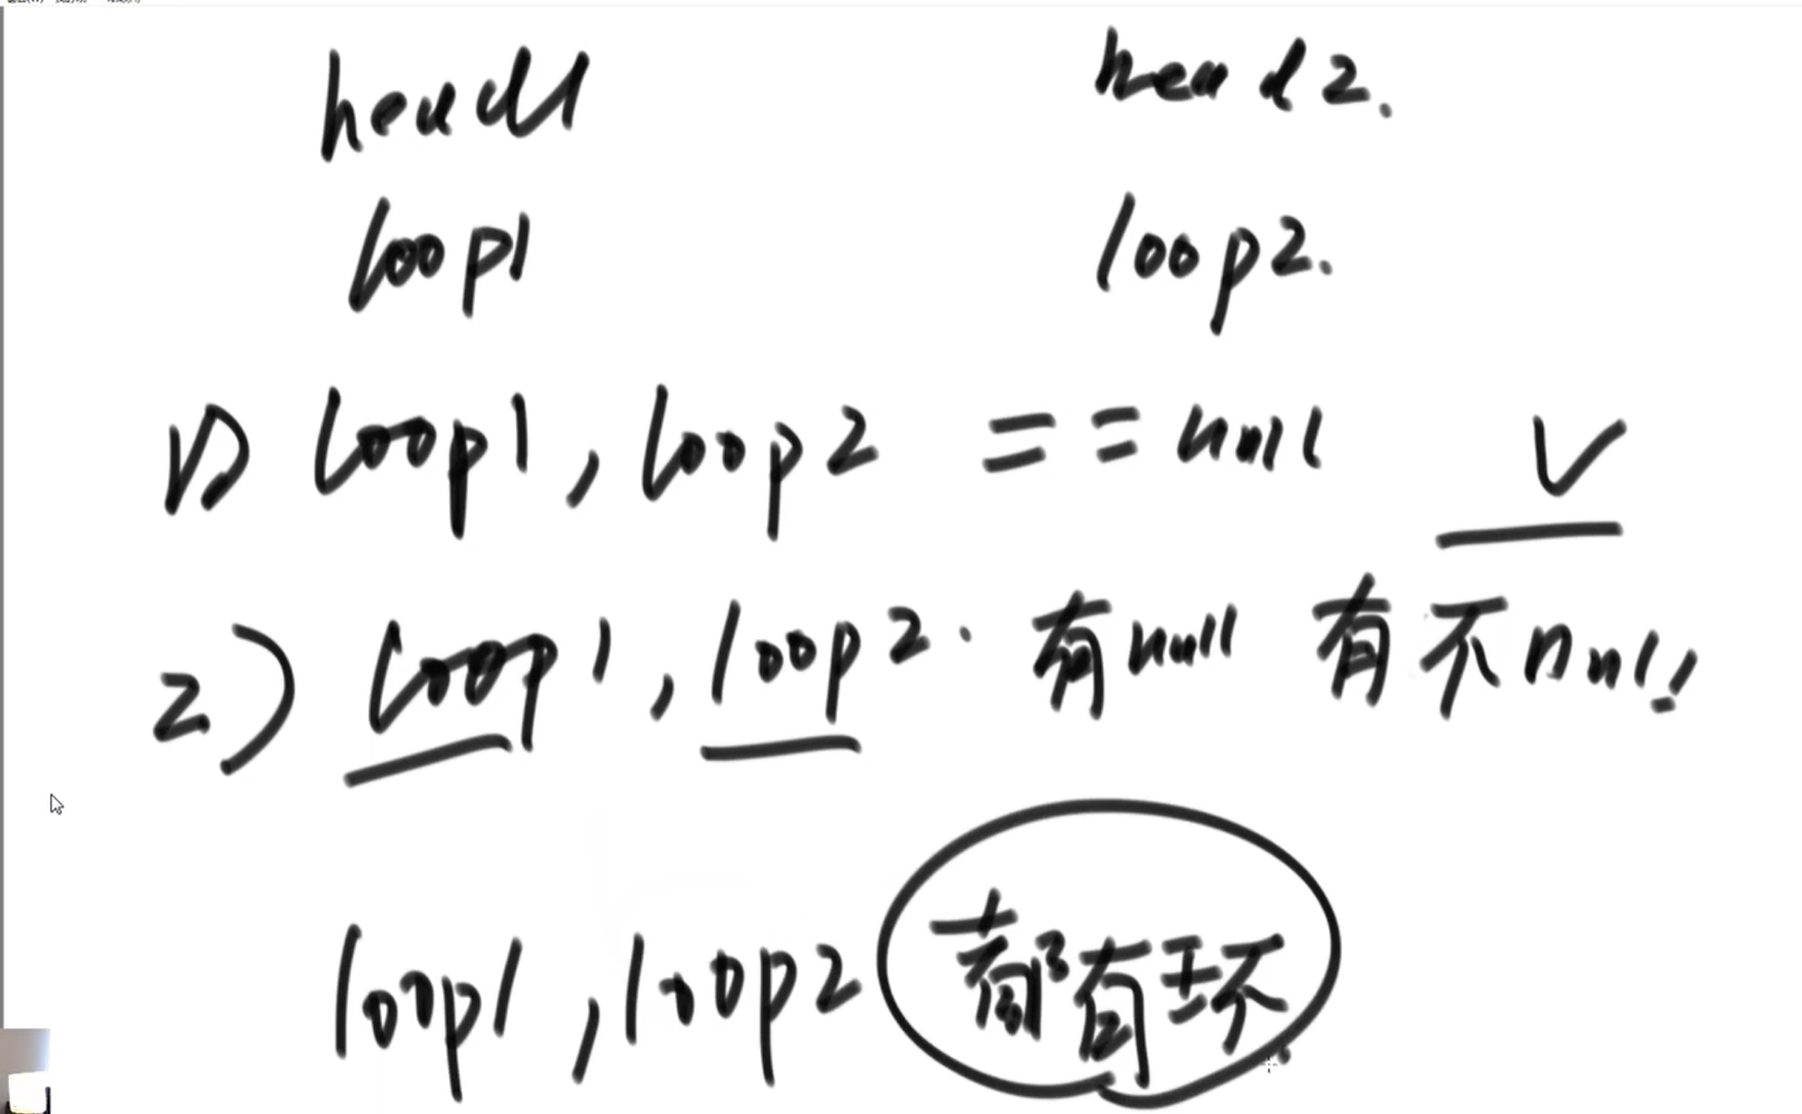 head1 head2.
loop1 loop2.
1) loop1, loop2 == null √
2) loop1, loop2. 有null 有不null!
loop1, loop2 都有环.